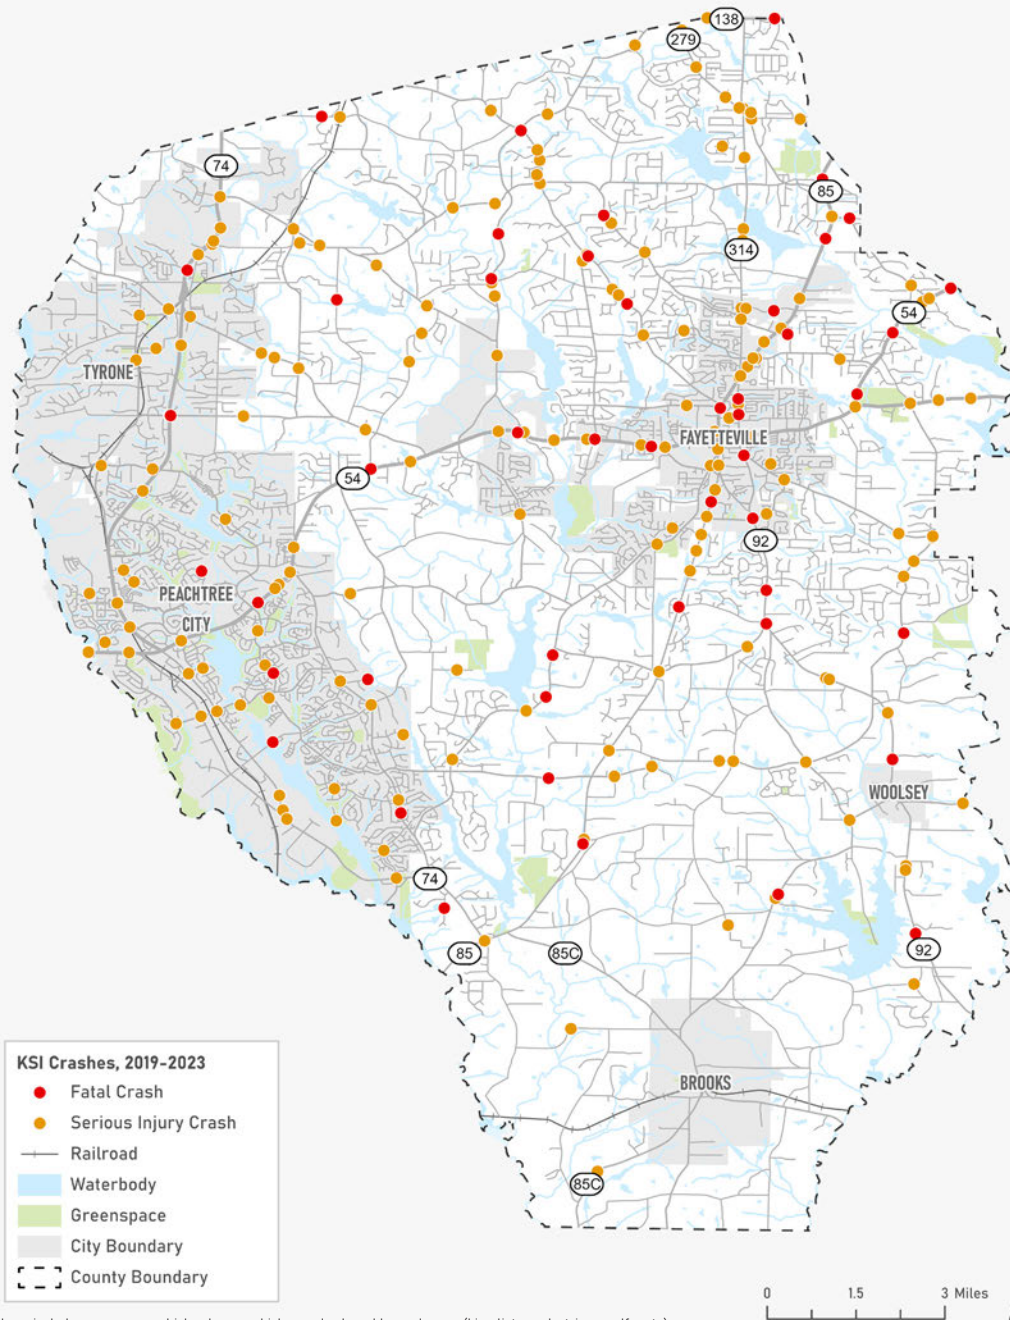 138
279
74
85
314
54
TYRONE
FAYETTEVILLE
54
92
PEACHTREE
CITY
WOOLSEY
74
85
85C
92
BROOKS
85C
KSI Crashes, 2019-2023
Fatal Crash
Serious Injury Crash
Railroad
Waterbody
Greenspace
City Boundary
County Boundary
0 1.5 3 Miles